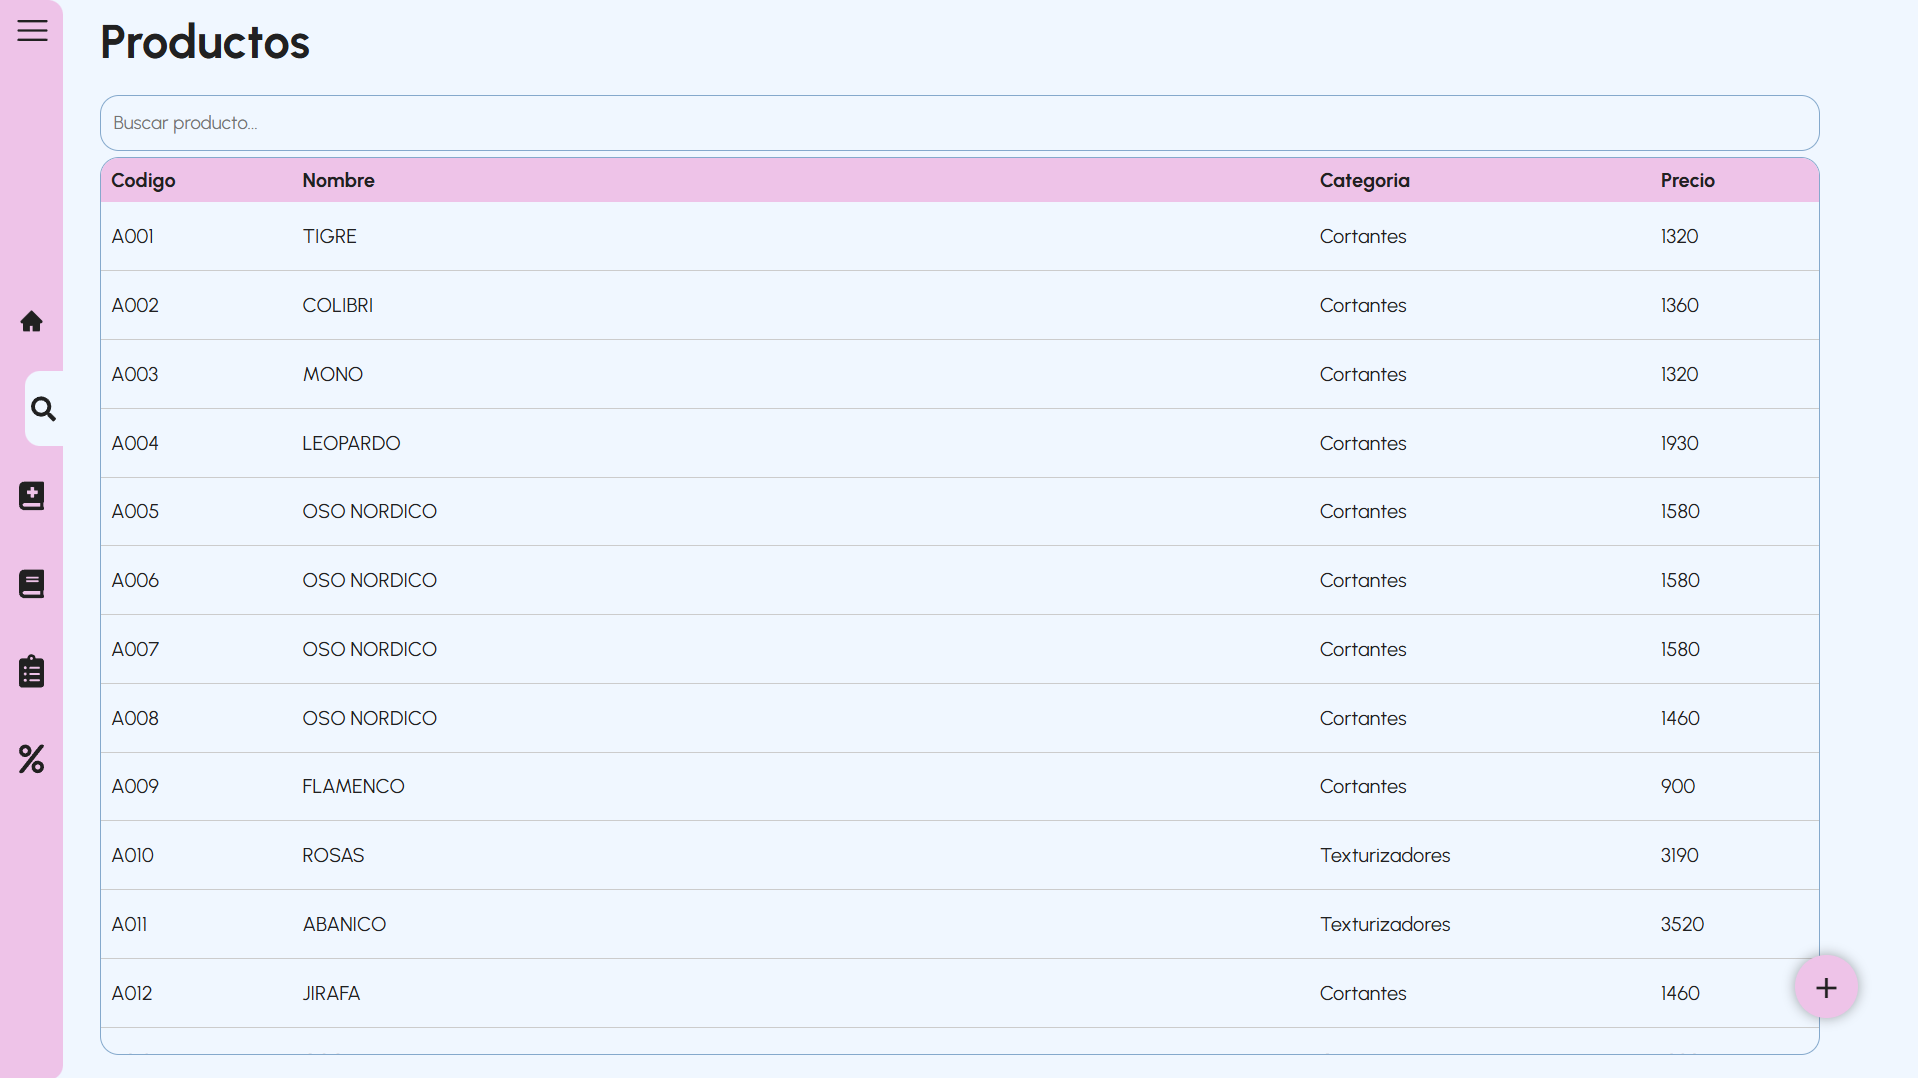 Productos
Buscar producto...
Codigo Nombre Categoria Precio
A001 TIGRE Cortantes 1320
A002 COLIBRI Cortantes 1360
A003 MONO Cortantes 1320
A004 LEOPARDO Cortantes 1930
A005 OSO NORDICO Cortantes 1580
A006 OSO NORDICO Cortantes 1580
A007 OSO NORDICO Cortantes 1580
A008 OSO NORDICO Cortantes 1460
A009 FLAMENCO Cortantes 900
A010 ROSAS Texturizadores 3190
A011 ABANICO Texturizadores 3520
A012 JIRAFA Cortantes 1460